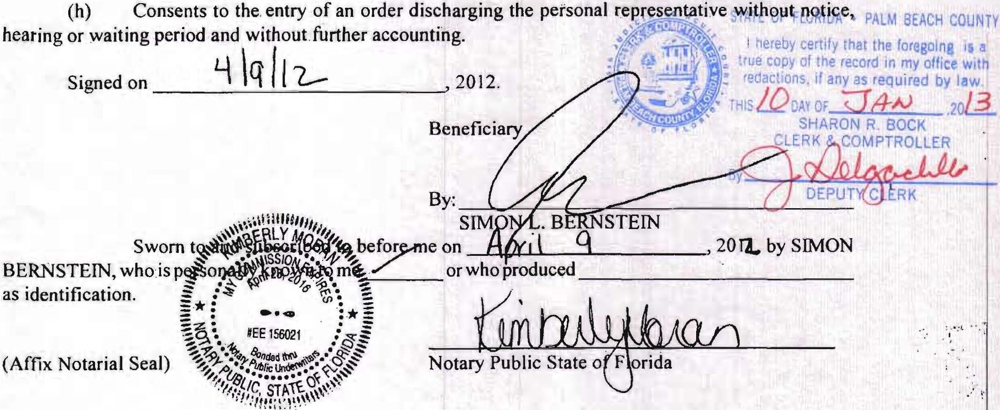 (h) Consents to the entry of an order discharging the personal representative without notice,
hearing or waiting period and without further accounting.
STATE OF FLORIDA • PALM BEACH COUNTY
I hereby certify that the foregoing is a
true copy of the record in my office with
redactions, if any as required by law.
THIS 10 DAY OF JAN 2013
SHARON R. BOCK
CLERK & COMPTROLLER
By
DEPUTY CLERK
CLERK & COMPTROLLER
PALM BEACH COUNTY FLORIDA
Signed on 4/9/12, 2012.
Beneficiary
By:
SIMON L. BERNSTEIN
Sworn to and subscribed to before me on April 9, 2012 by SIMON
BERNSTEIN, who is personally known to me or who produced
as identification.
KIMBERLY MORAN
MY COMMISSION EXPIRES
April 28, 2016
#EE 156021
Bonded thru
Notary Public Underwriters
NOTARY PUBLIC, STATE OF FLORIDA
Kimberly Moran
(Affix Notarial Seal) Notary Public State of Florida